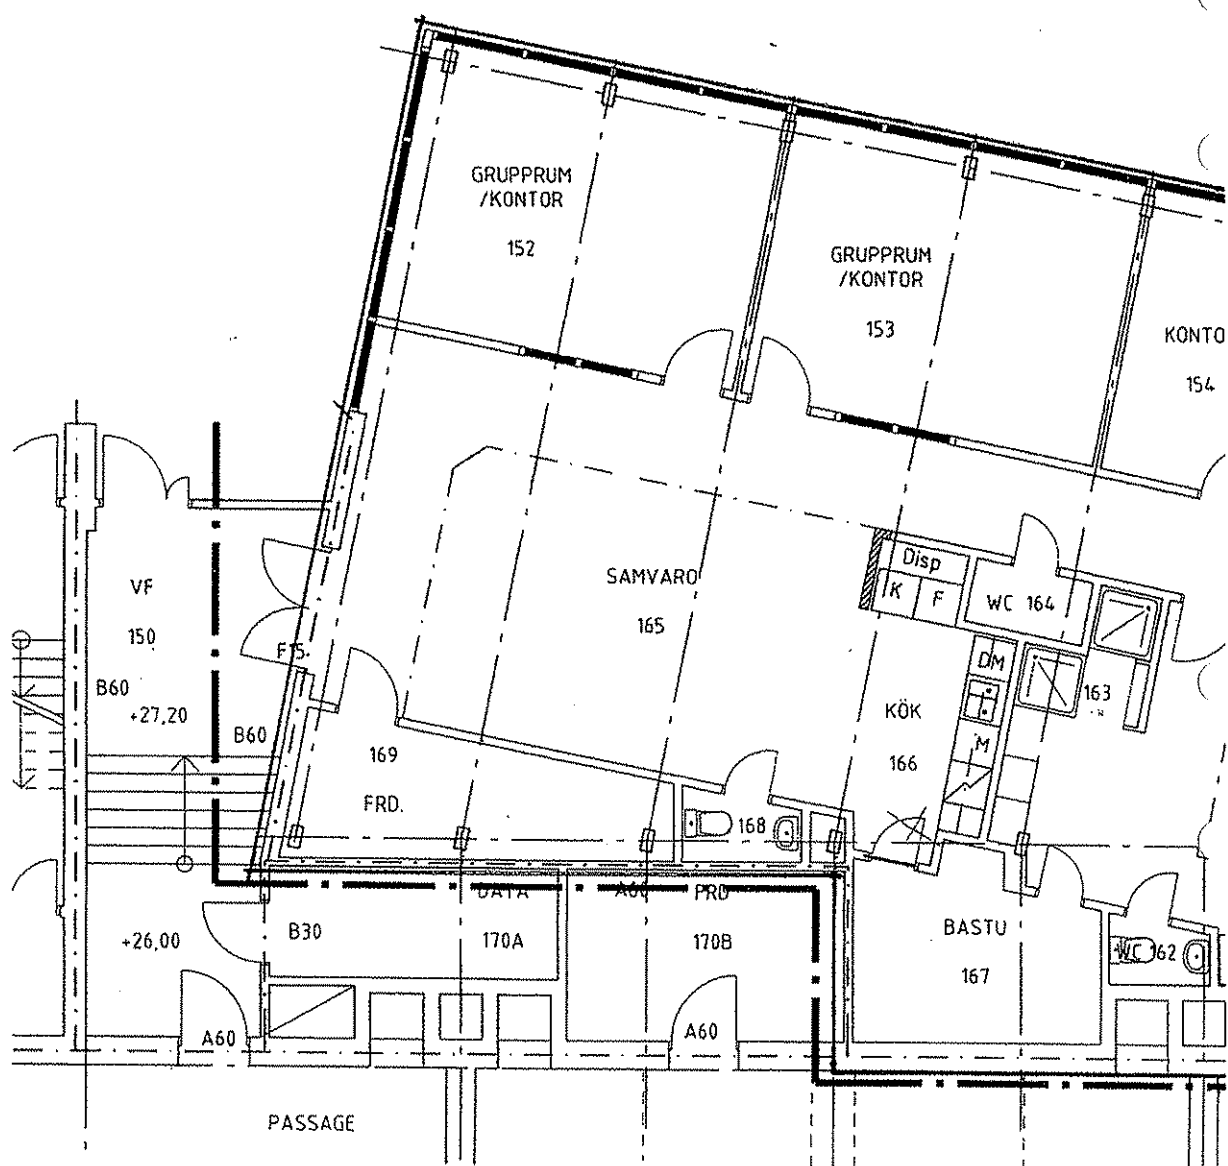 GRUPPRUM
/KONTOR
152
GRUPPRUM
/KONTOR
153
KONTO
154
VF
150
B60
+27,20
B60
F15
SAMVARO
165
Disp
K
F
WC 164
DM
163
KÖK
M
166
169
FRD.
168
DATA
A60
FRD
+26,00
B30
170A
170B
BASTU
167
WC 162
A60
A60
PASSAGE